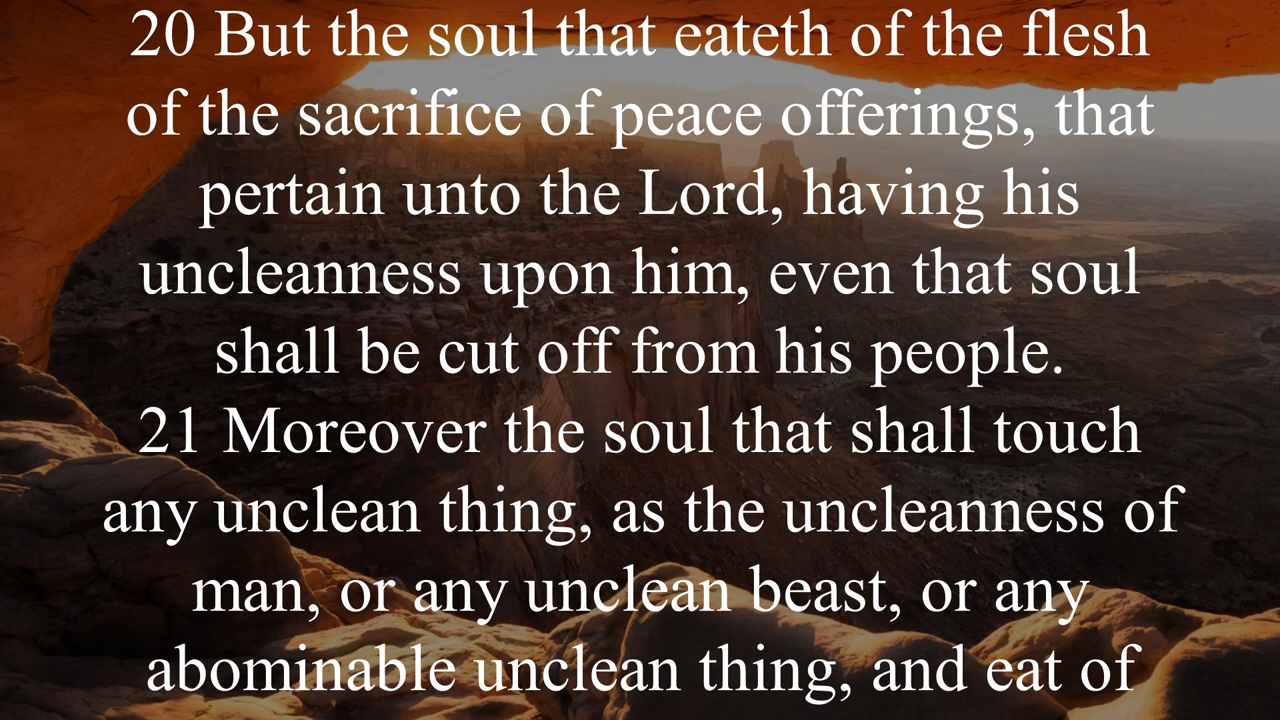 20 But the soul that eateth of the flesh
of the sacrifice of peace offerings, that
pertain unto the Lord, having his
uncleanness upon him, even that soul
shall be cut off from his people.
21 Moreover the soul that shall touch
any unclean thing, as the uncleanness of
man, or any unclean beast, or any
abominable unclean thing, and eat of